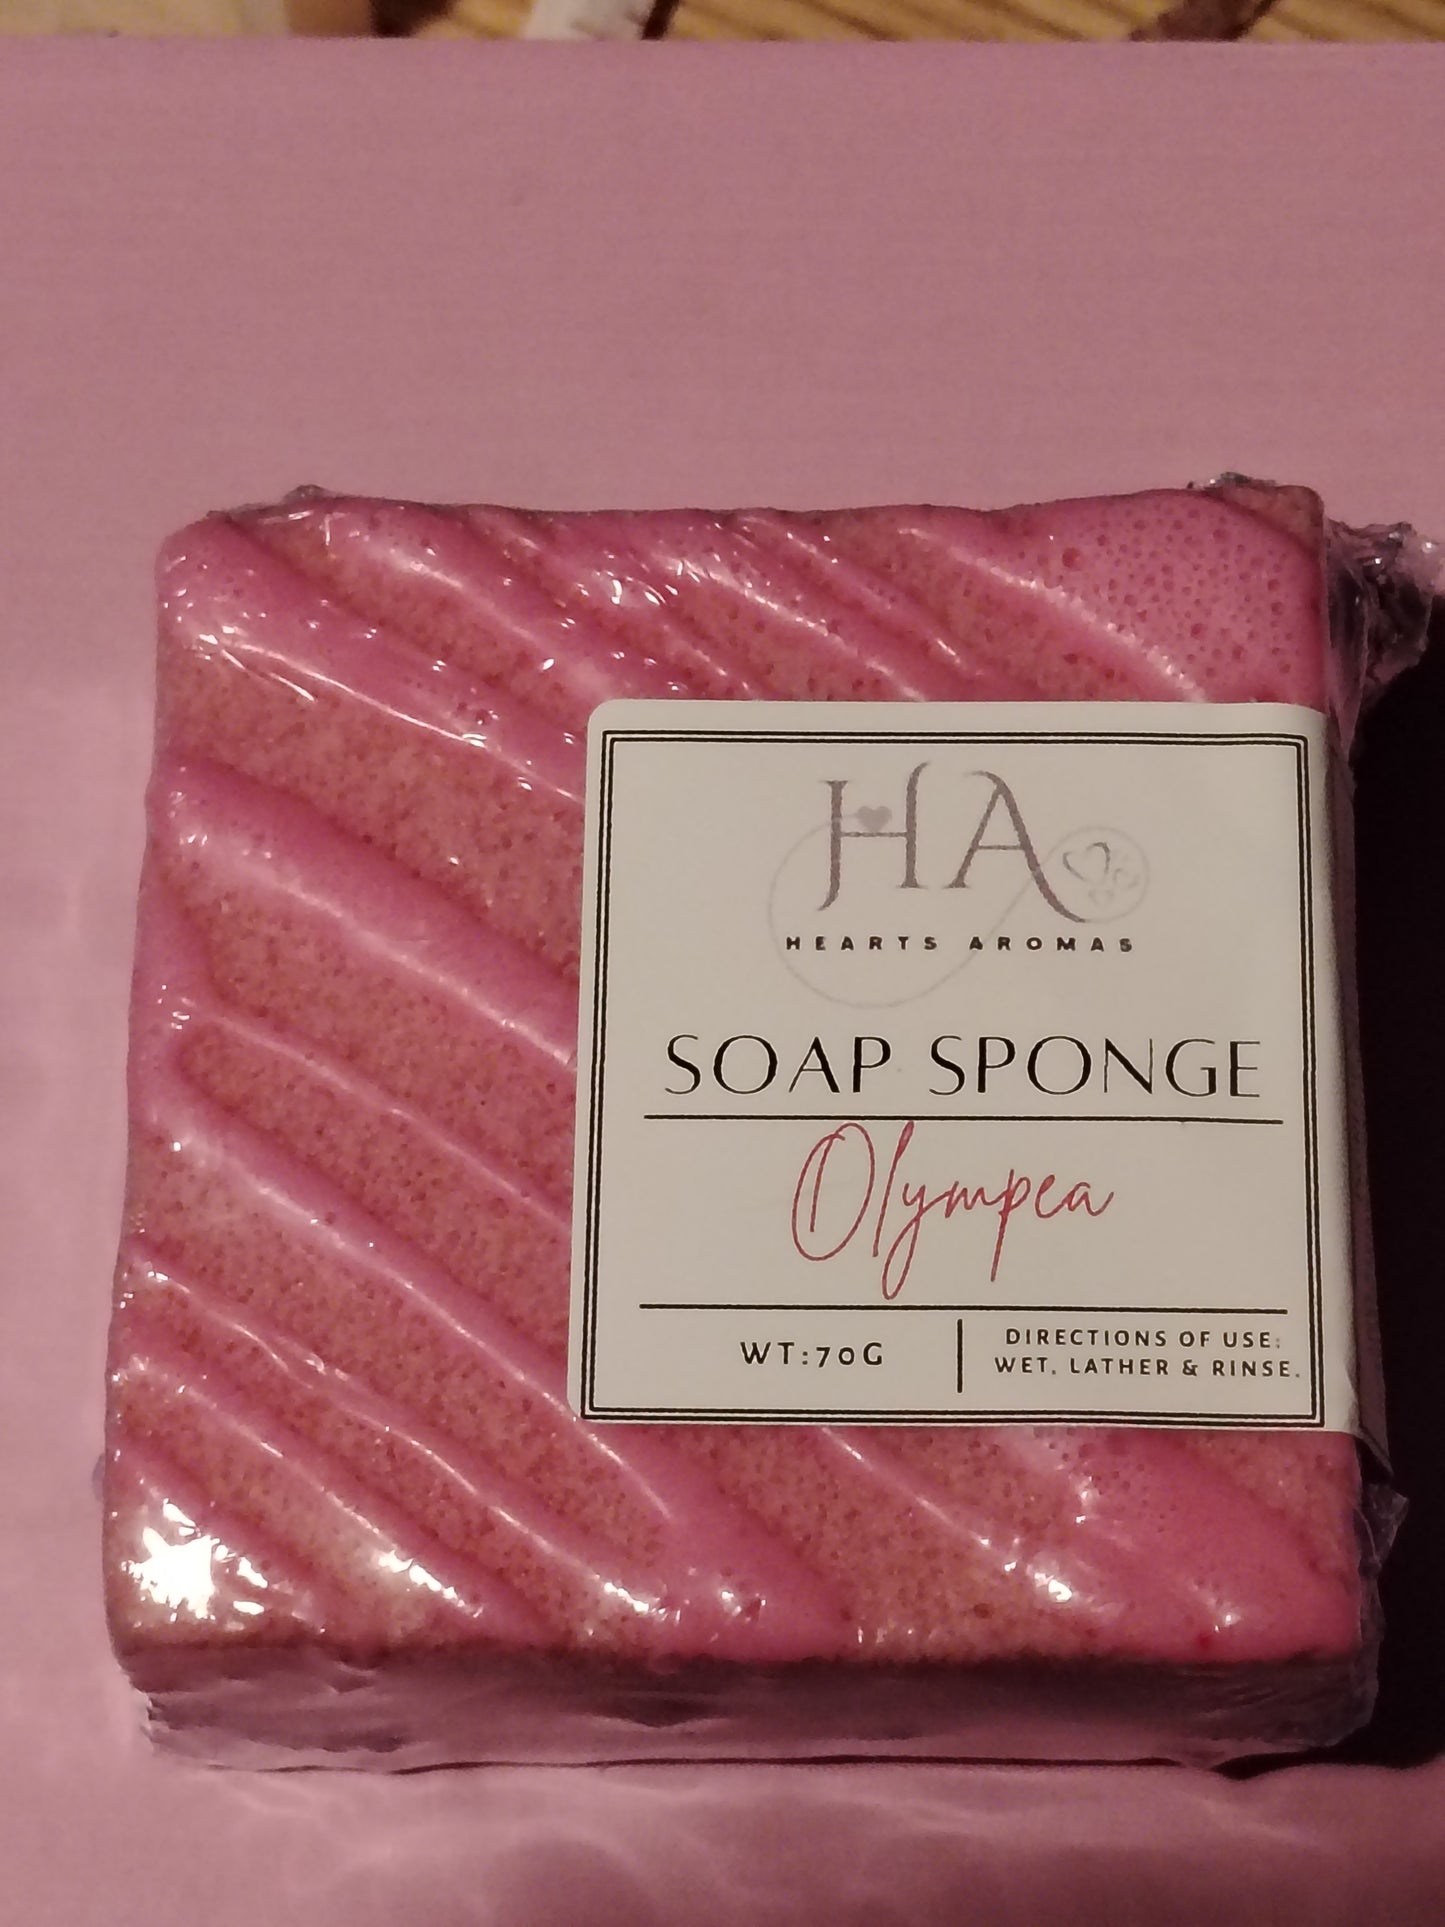 HA
HEARTS AROMAS
SOAP SPONGE
Olympea
WT:70G
DIRECTIONS OF USE:
WET, LATHER & RINSE.